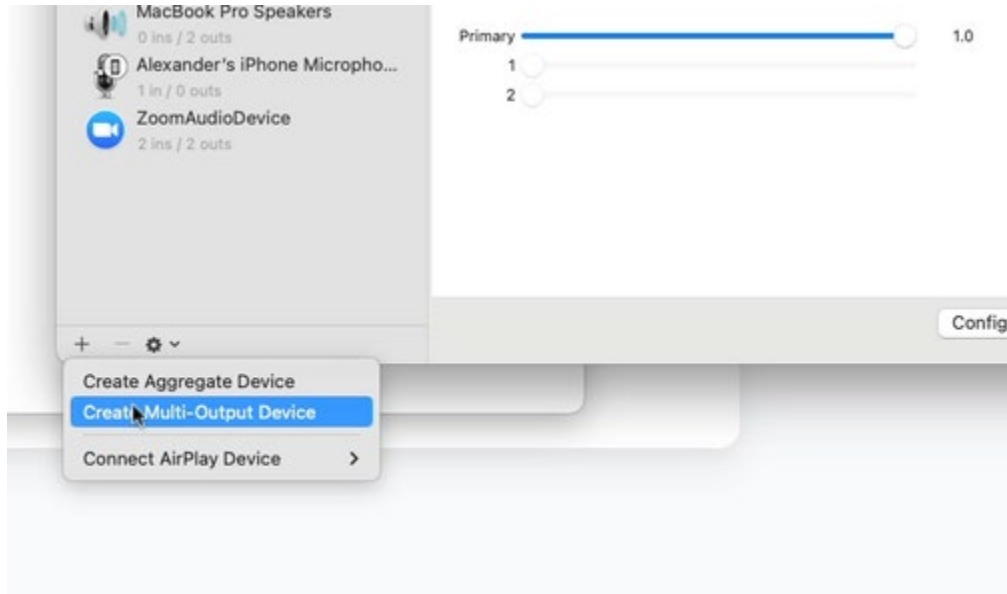 MacBook Pro Speakers
0 ins / 2 outs
Alexander's iPhone Micropho...
1 in / 0 outs
ZoomAudioDevice
2 ins / 2 outs
Primary 1.0
1
2
Config
Create Aggregate Device
Create Multi-Output Device
Connect AirPlay Device